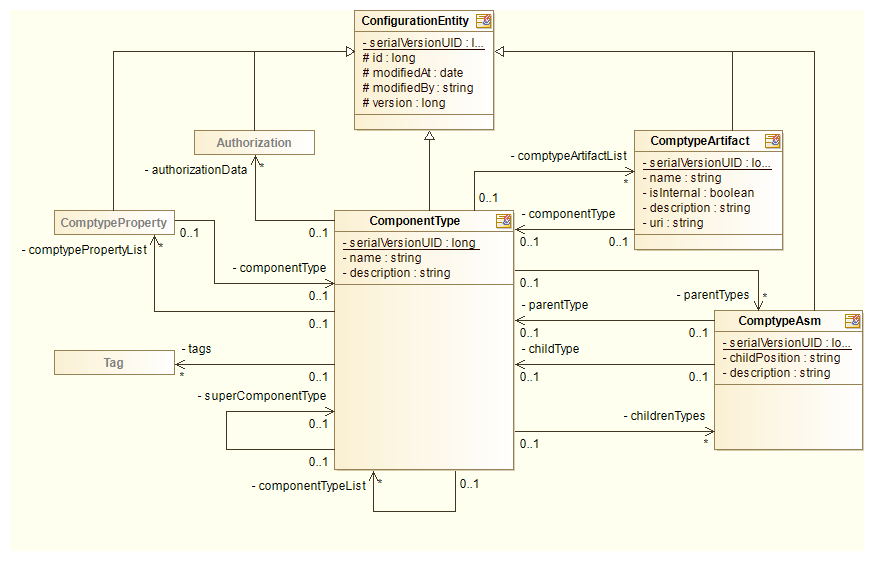 ConfigurationEntity
- serialVersionUID : l...
# id : long
# modifiedAt : date
# modifiedBy : string
# version : long
Authorization
- authorizationData
*
ComptypeArtifact
- serialVersionUID : lo...
- name : string
- isInternal : boolean
- description : string
- uri : string
- comptypeArtifactList
*
0..1
- componentType
0..1
0..1
ComptypeProperty
0..1
- comptypePropertyList
*
- componentType
0..1
0..1
0..1
ComponentType
- serialVersionUID : long
- name : string
- description : string
0..1
- parentTypes
*
- parentType
0..1
0..1
- childType
0..1
0..1
ComptypeAsm
- serialVersionUID : lo...
- childPosition : string
- description : string
Tag
- tags
*
0..1
- superComponentType
0..1
0..1
- childrenTypes
0..1
*
- componentTypeList
*
0..1